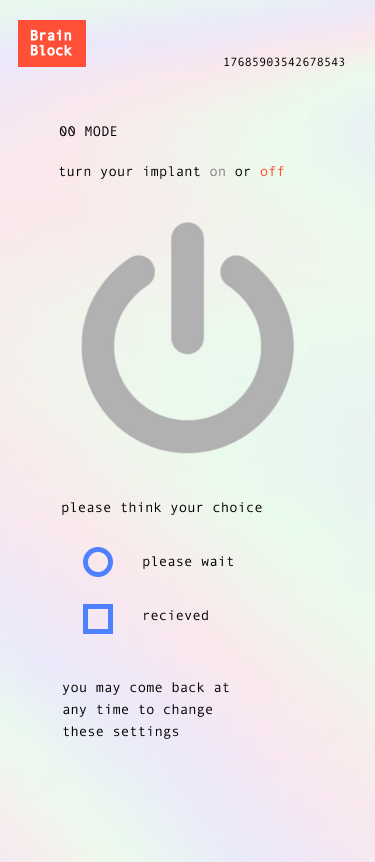 Brain
Block
17685903542678543
00 MODE
turn your implant on or off
please think your choice
please wait
recieved
you may come back at
any time to change
these settings